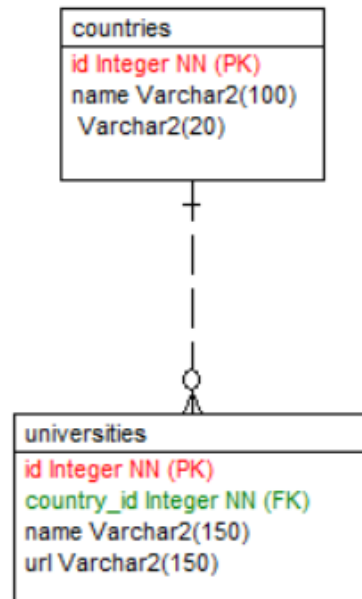 countries
id Integer NN (PK)
name Varchar2(100)
Varchar2(20)
universities
id Integer NN (PK)
country_id Integer NN (FK)
name Varchar2(150)
url Varchar2(150)